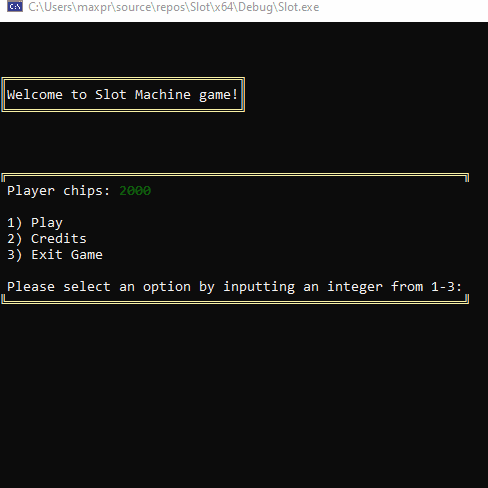 C:\Users\maxpr\source\repos\Slot\x64\Debug\Slot.exe
Welcome to Slot Machine game!
Player chips: 2000
1) Play
2) Credits
3) Exit Game
Please select an option by inputting an integer from 1-3: